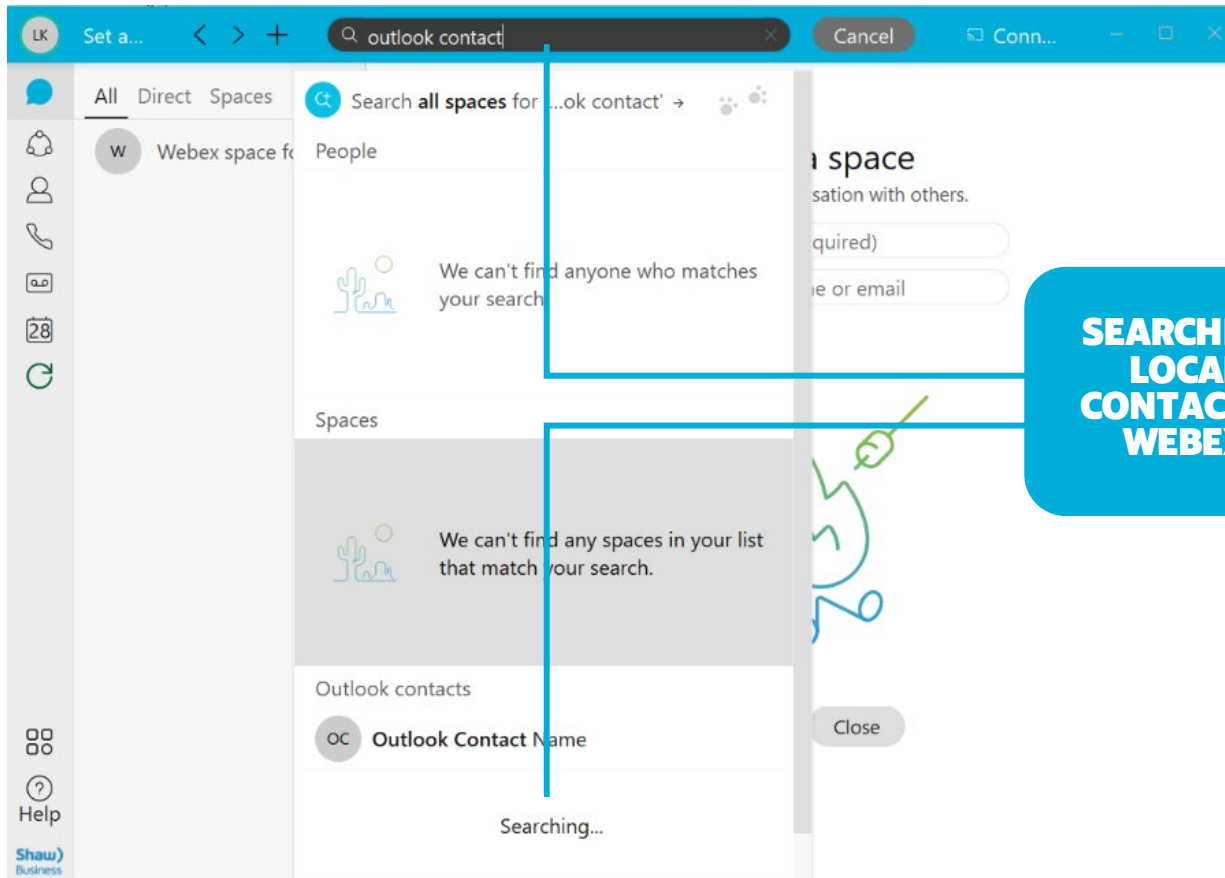 LK
Set a...
outlook contact
Cancel
Conn...
All Direct Spaces
Search all spaces for '...ok contact' →
W
Webex space fo
People
a space
sation with others.
quired)
We can't find anyone who matches
your search
e or email
28
SEARCHI
LOCA
CONTAC
WEBEX
Spaces
We can't find any spaces in your list
that match your search.
Outlook contacts
OC
Outlook Contact Name
Close
Help
Searching...
Shaw)
Business